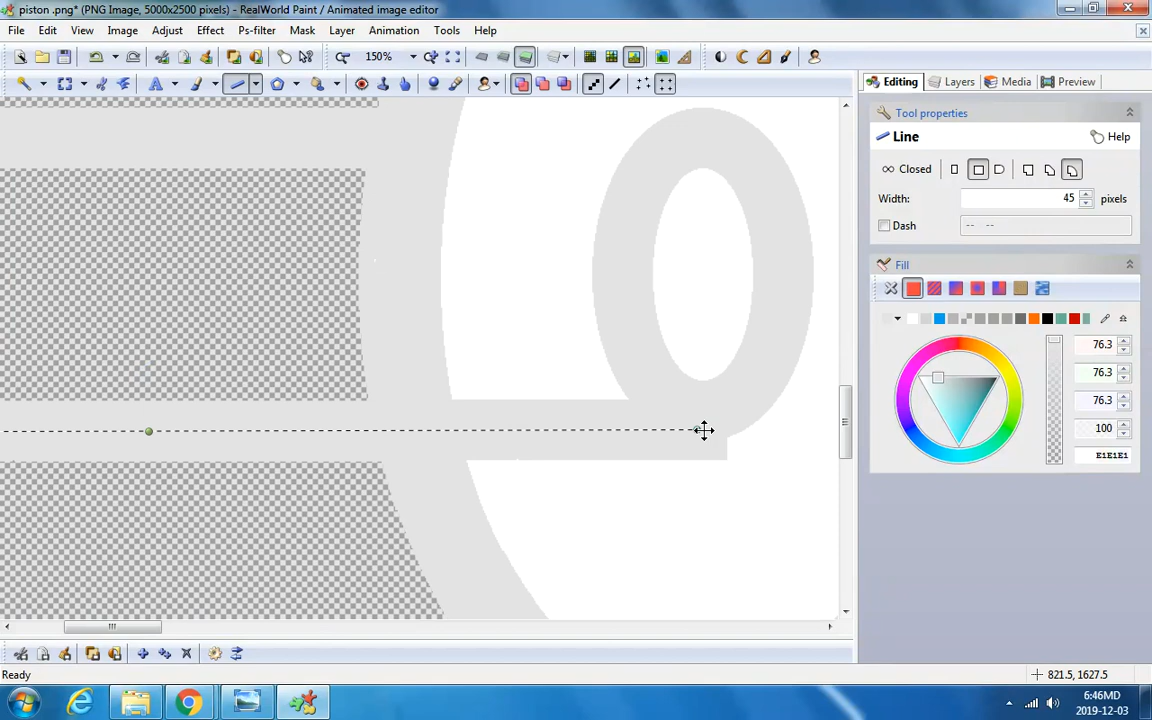 piston .png* (PNG Image, 5000x2500 pixels) - RealWorld Paint / Animated image editor
File Edit View Image Adjust Effect Ps-filter Mask Layer Animation Tools Help
150%
Editing Layers Media Preview
Tool properties
Line Help
Closed
Width: 45 pixels
Dash
Fill
76.3
76.3
76.3
100
E1E1E1
Ready
821.5, 1627.5
6:46MD
2019-12-03